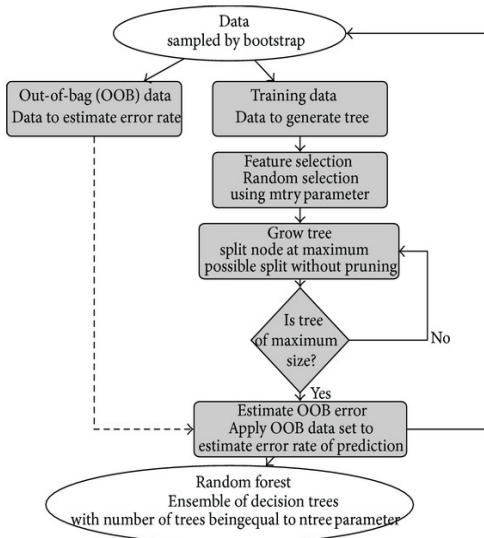 Data
sampled by bootstrap
Out-of-bag (OOB) data
Data to estimate error rate
Training data
Data to generate tree
Feature selection
Random selection
using mtry parameter
Grow tree
split node at maximum
possible split without pruning
Is tree
of maximum
size?
No
Yes
Estimate OOB error
Apply OOB data set to
estimate error rate of prediction
Random forest
Ensemble of decision trees
with number of trees beingequal to ntree parameter